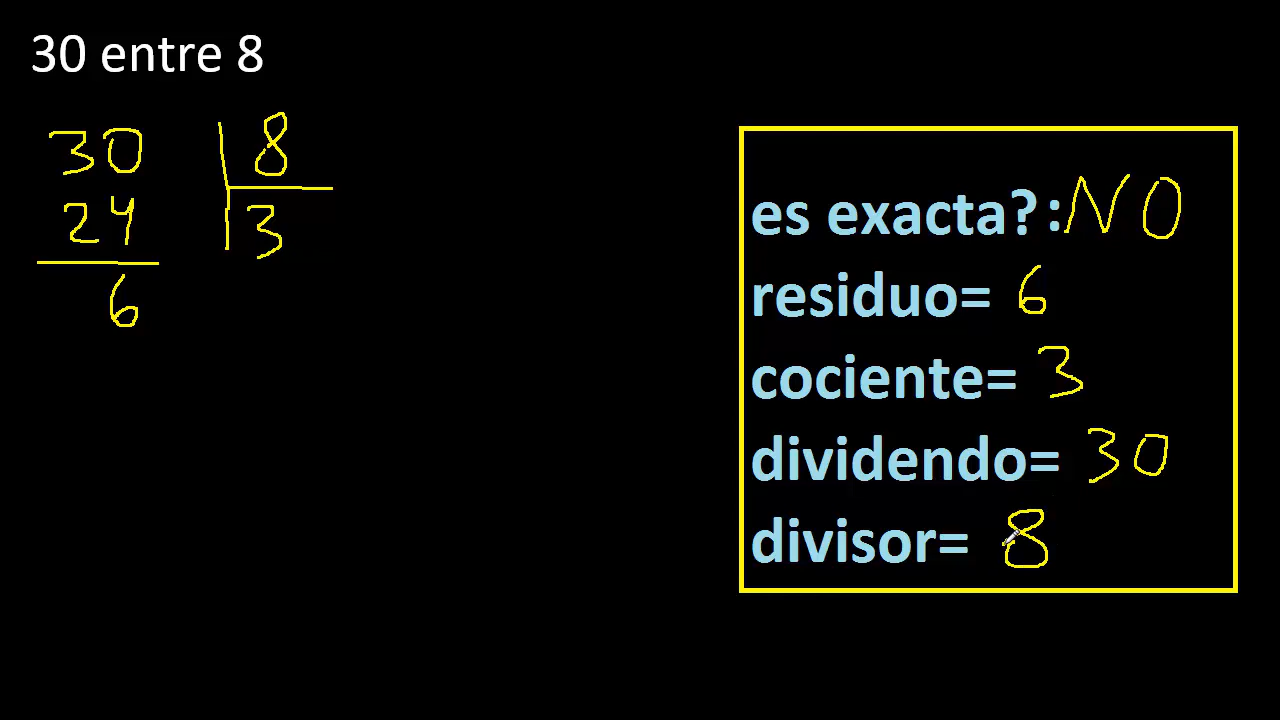 30 entre 8
30 8
24 3
6
es exacta?: NO
residuo= 6
cociente= 3
dividendo= 30
divisor= 8